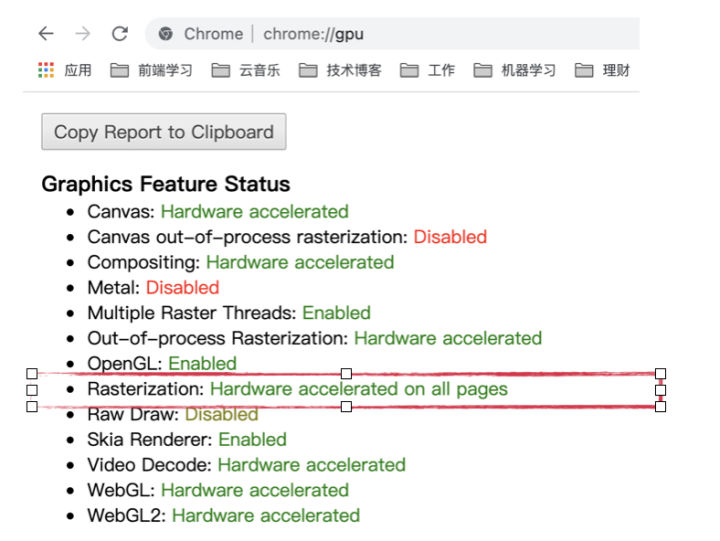 Chrome | chrome://gpu
应用 前端学习 云音乐 技术博客 工作 机器学习 理财
Copy Report to Clipboard
Graphics Feature Status
• Canvas: Hardware accelerated
• Canvas out-of-process rasterization: Disabled
• Compositing: Hardware accelerated
• Metal: Disabled
• Multiple Raster Threads: Enabled
• Out-of-process Rasterization: Hardware accelerated
• OpenGL: Enabled
• Rasterization: Hardware accelerated on all pages
• Raw Draw: Disabled
• Skia Renderer: Enabled
• Video Decode: Hardware accelerated
• WebGL: Hardware accelerated
• WebGL2: Hardware accelerated